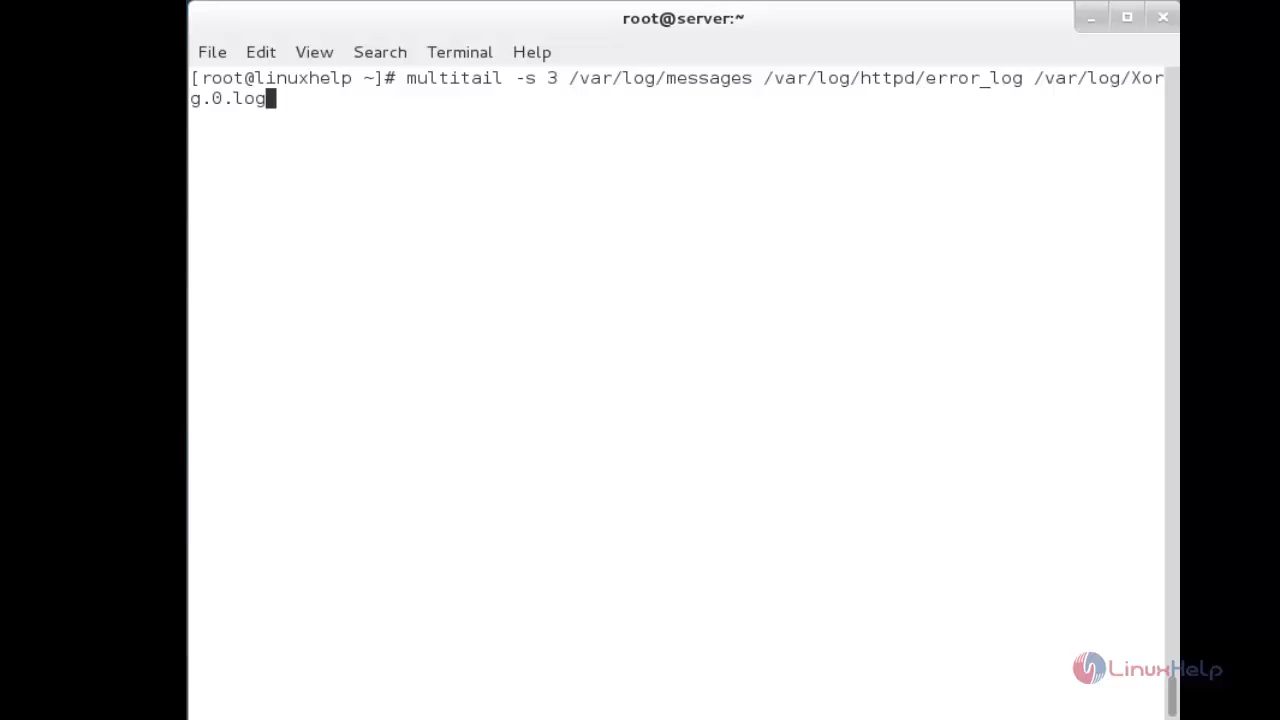 root@server:~
File Edit View Search Terminal Help
[root@linuxhelp ~]# multitail -s 3 /var/log/messages /var/log/httpd/error_log /var/log/Xor
g.0.log
LinuxHelp